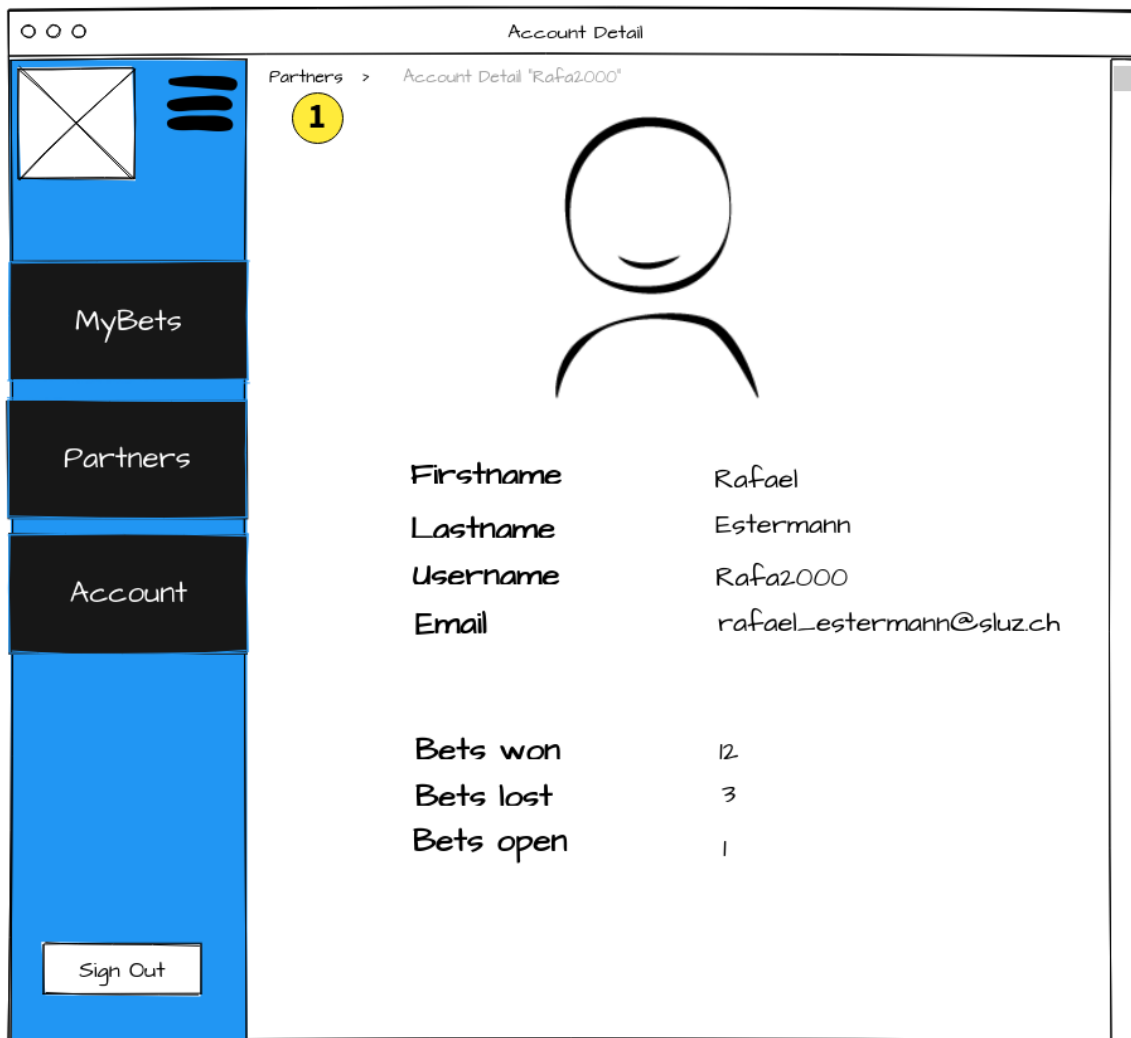 Account Detail
Partners > Account Detail "Rafa2000"
1
MyBets
Partners
Account
Sign Out
Firstname Rafael
Lastname Estermann
Username Rafa2000
Email rafael_estermann@sluz.ch
Bets won 12
Bets lost 3
Bets open 1